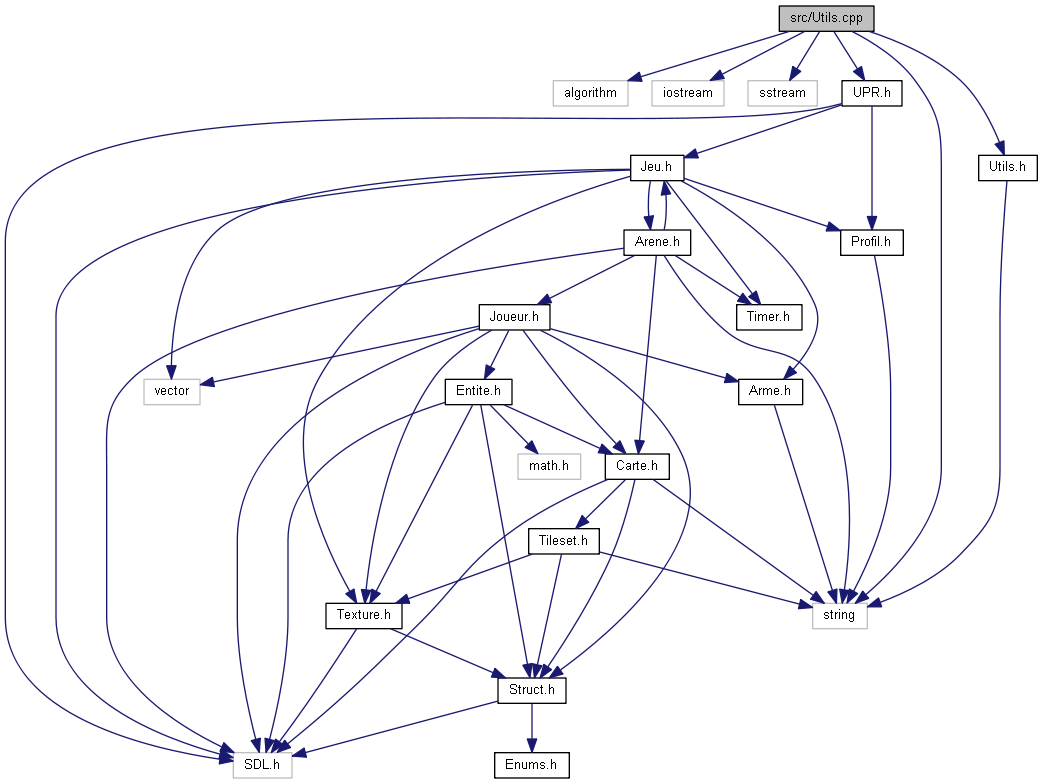 src/Utils.cpp
algorithm
iostream
sstream
UPR.h
Jeu.h
Utils.h
Arene.h
Profil.h
Joueur.h
Timer.h
vector
Entite.h
Arme.h
math.h
Carte.h
Tileset.h
Texture.h
string
Struct.h
SDL.h
Enums.h